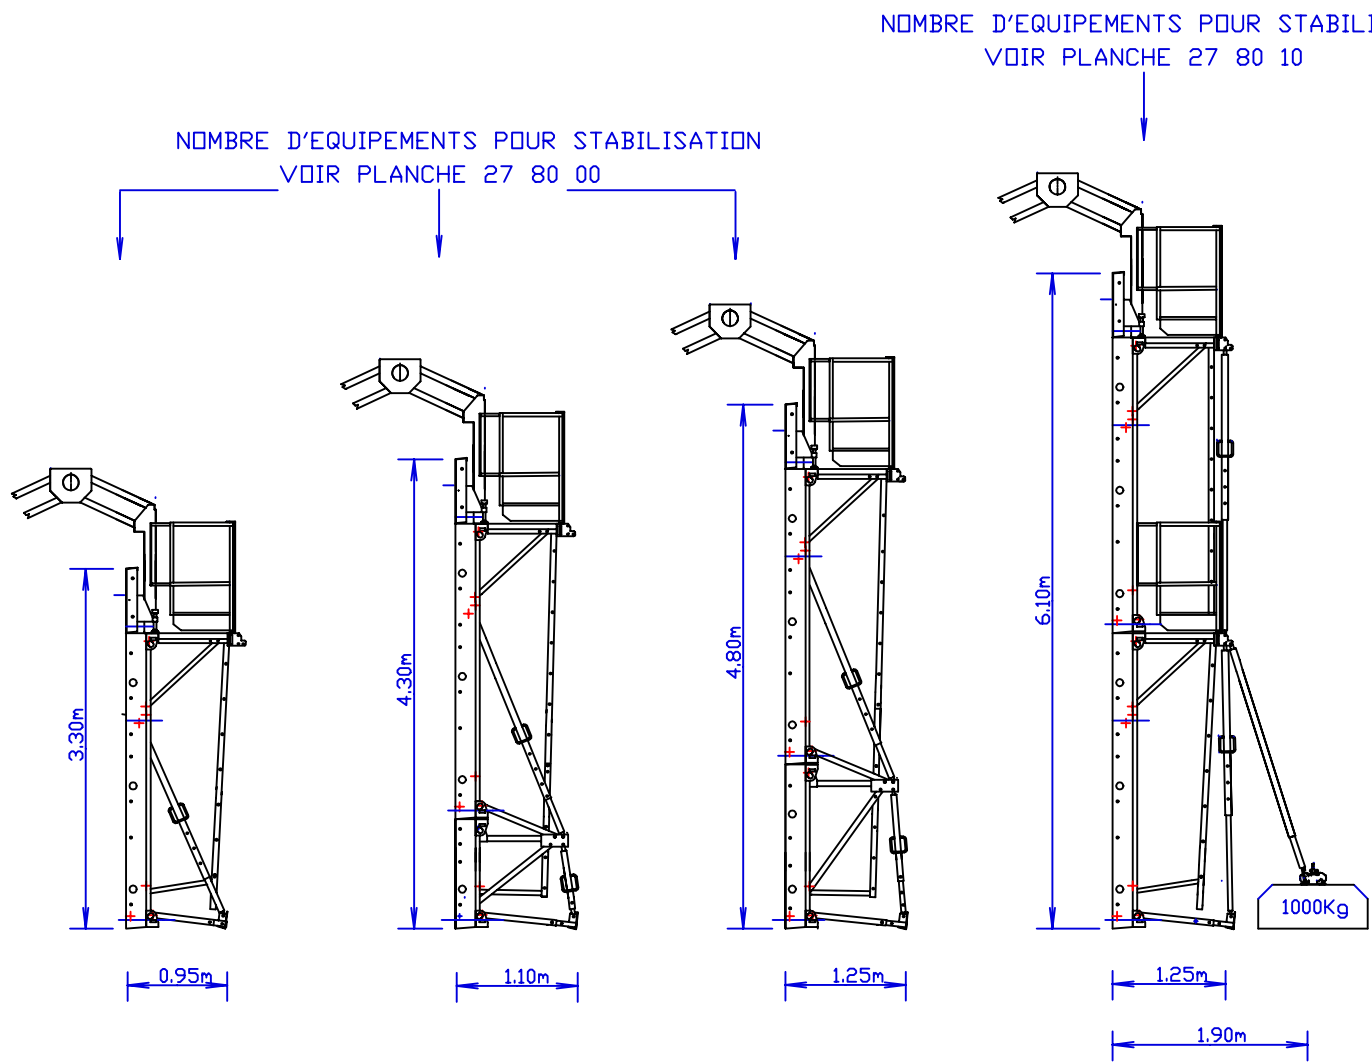 NOMBRE D'EQUIPEMENTS POUR STABILI
VOIR PLANCHE 27 80 10
NOMBRE D'EQUIPEMENTS POUR STABILISATION
VOIR PLANCHE 27 80 00
3.30m
4.30m
4.80m
6.10m
1000Kg
0.95m
1.10m
1.25m
1.25m
1.90m